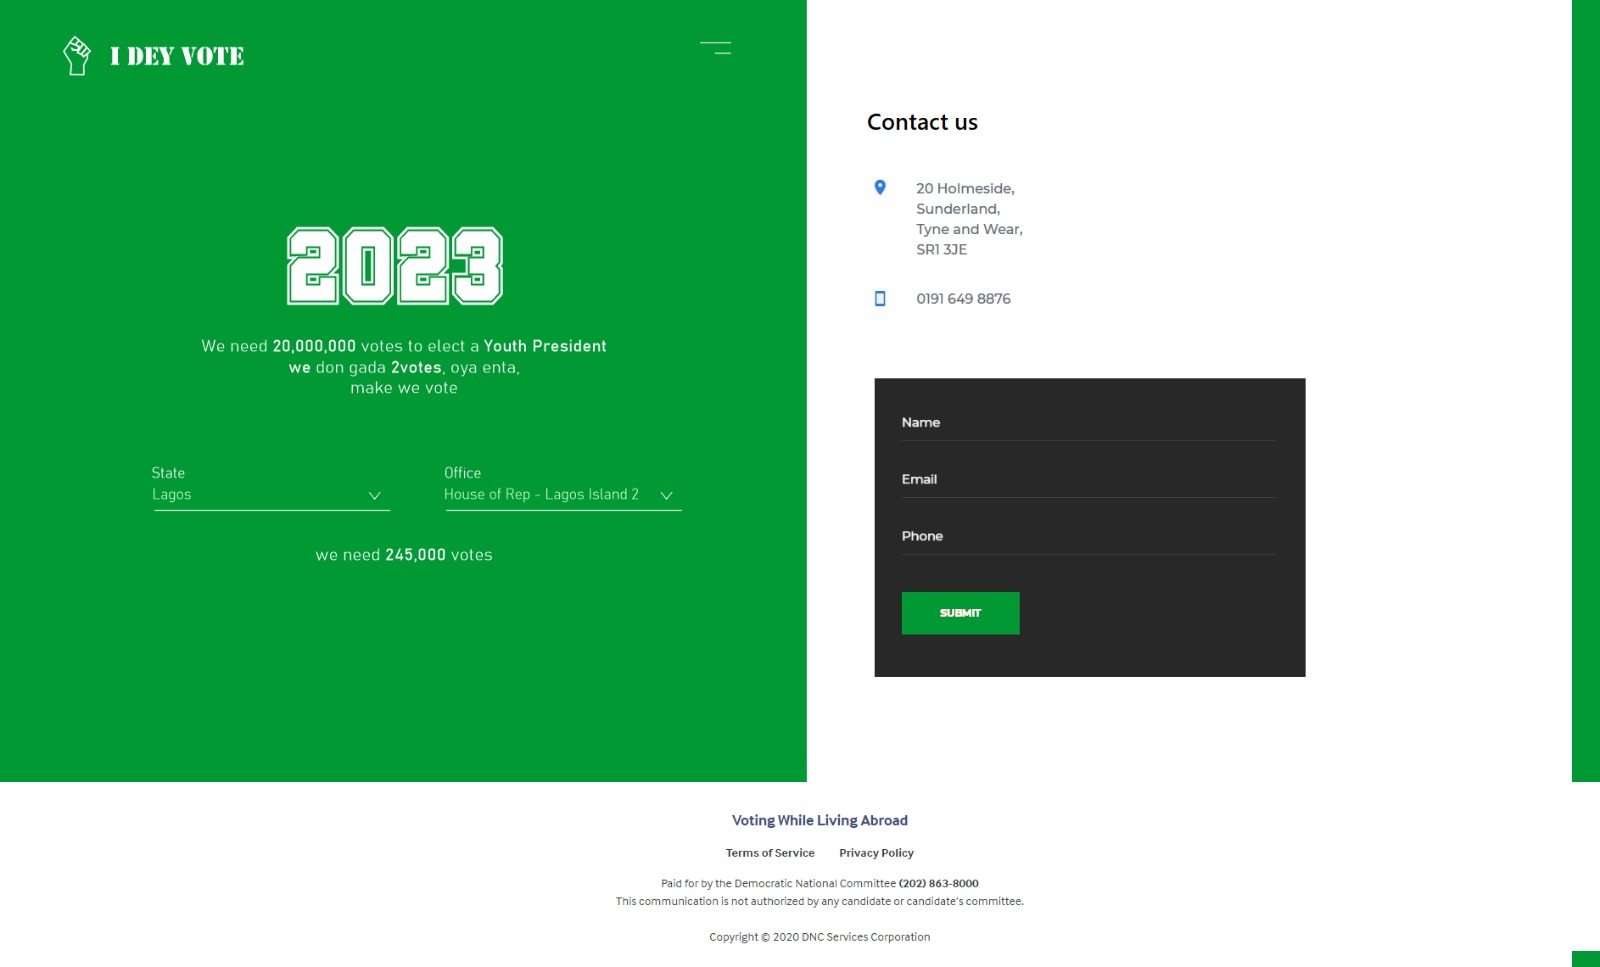 I DEY VOTE
2023
We need 20,000,000 votes to elect a Youth President
we don gada 2votes, oya enta,
make we vote
State
Lagos
Office
House of Rep - Lagos Island 2
we need 245,000 votes
Contact us
20 Holmeside,
Sunderland,
Tyne and Wear,
SR1 3JE
0191 649 8876
Name
Email
Phone
SUBMIT
Voting While Living Abroad
Terms of Service Privacy Policy
Paid for by the Democratic National Committee (202) 863-8000
This communication is not authorized by any candidate or candidate's committee.
Copyright © 2020 DNC Services Corporation